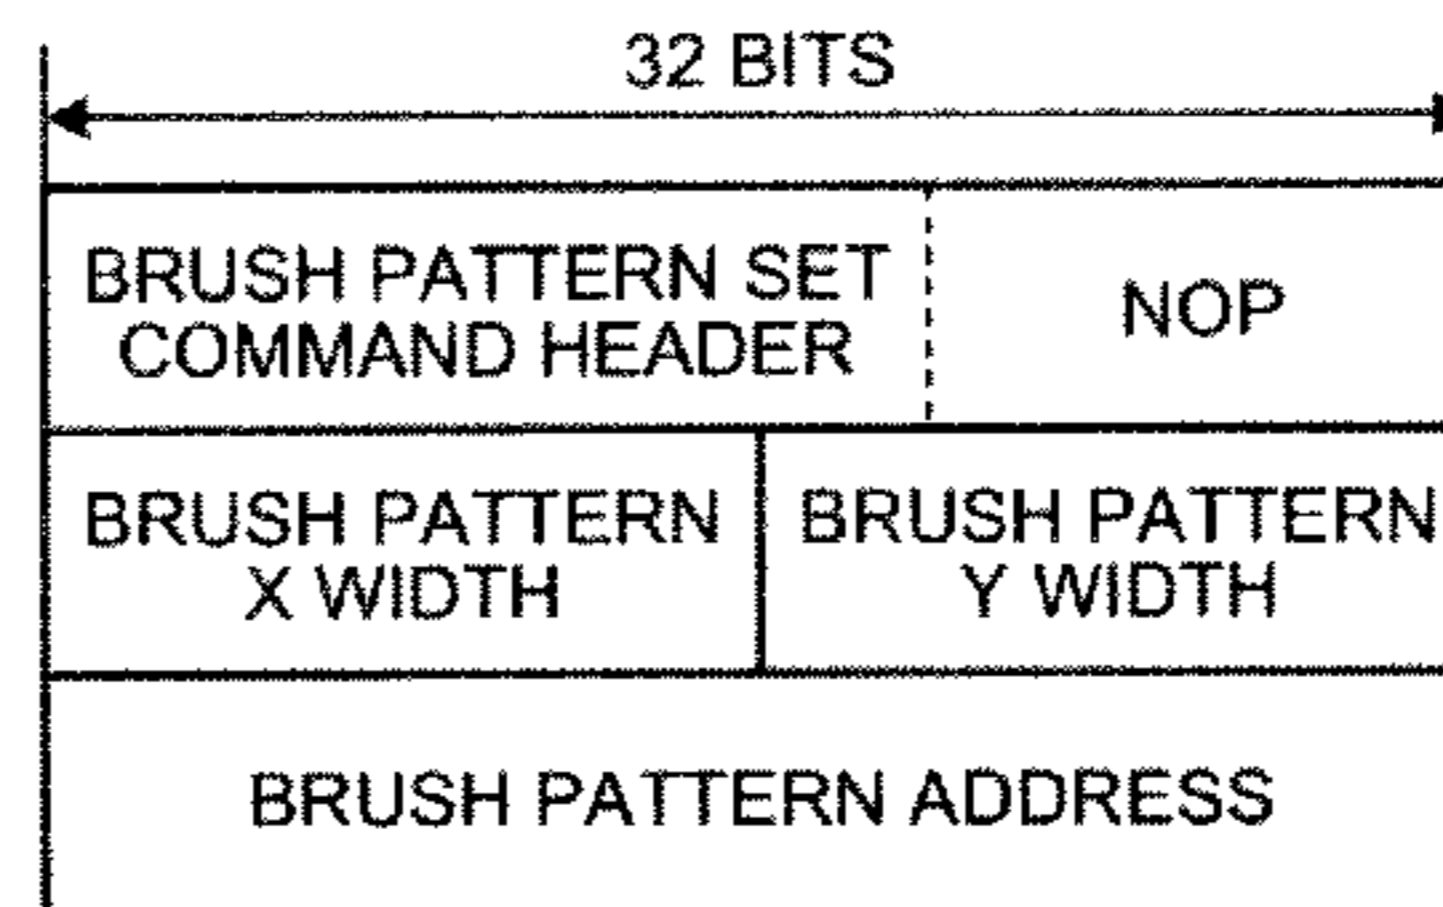 32 BITS
BRUSH PATTERN SET
COMMAND HEADER
NOP
BRUSH PATTERN
X WIDTH
BRUSH PATTERN
Y WIDTH
BRUSH PATTERN ADDRESS